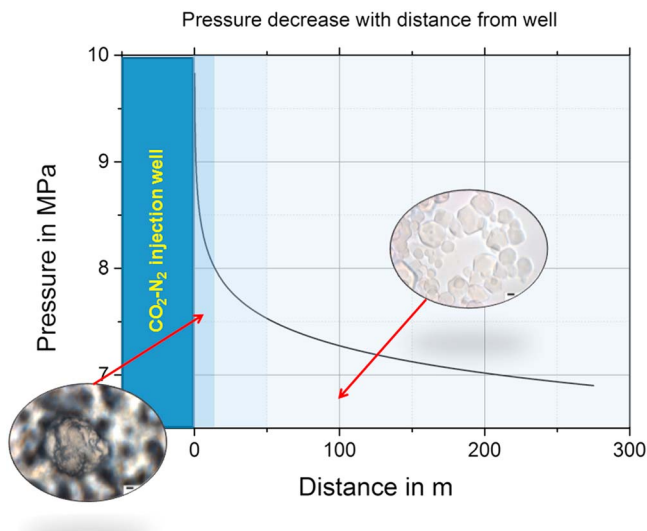 Pressure decrease with distance from well
10
9
8
7
Pressure in MPa
CO₂-N₂ injection well
0
100
200
300
Distance in m